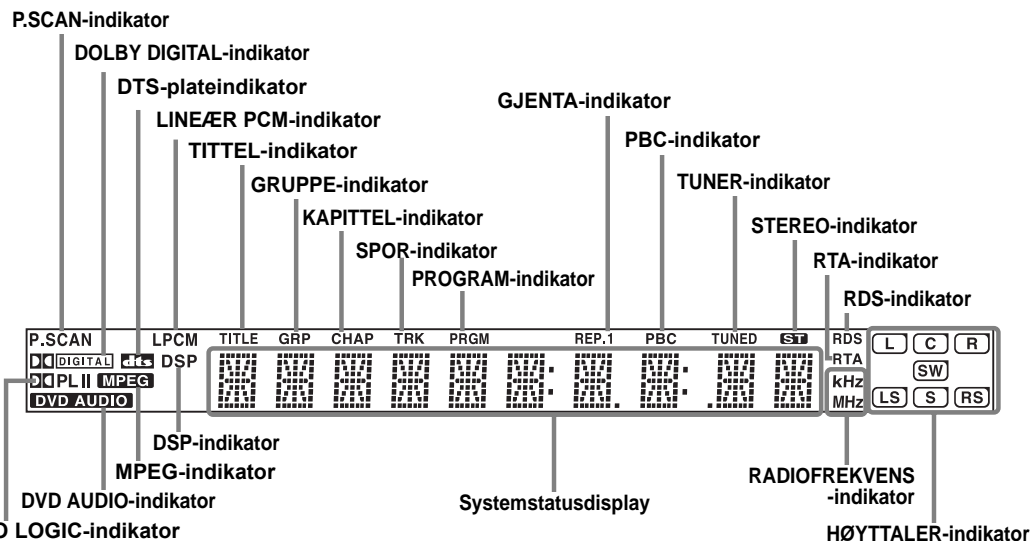 P.SCAN-indikator
DOLBY DIGITAL-indikator
DTS-plateindikator
LINEÆR PCM-indikator
TITTEL-indikator
GRUPPE-indikator
KAPITTEL-indikator
SPOR-indikator
PROGRAM-indikator
GJENTA-indikator
PBC-indikator
TUNER-indikator
STEREO-indikator
RTA-indikator
RDS-indikator
P.SCAN LPCM TITLE GRP CHAP TRK PRGM REP.1 PBC TUNED ST RDS
DIGITAL dts DSP RTA
PL II MPEG kHz
DVD AUDIO MHz
L C R
SW
LS S RS
DSP-indikator
MPEG-indikator
DVD AUDIO-indikator
LOGIC-indikator
Systemstatusdisplay
RADIOFREKVENS
-indikator
HØYTTALER-indikator